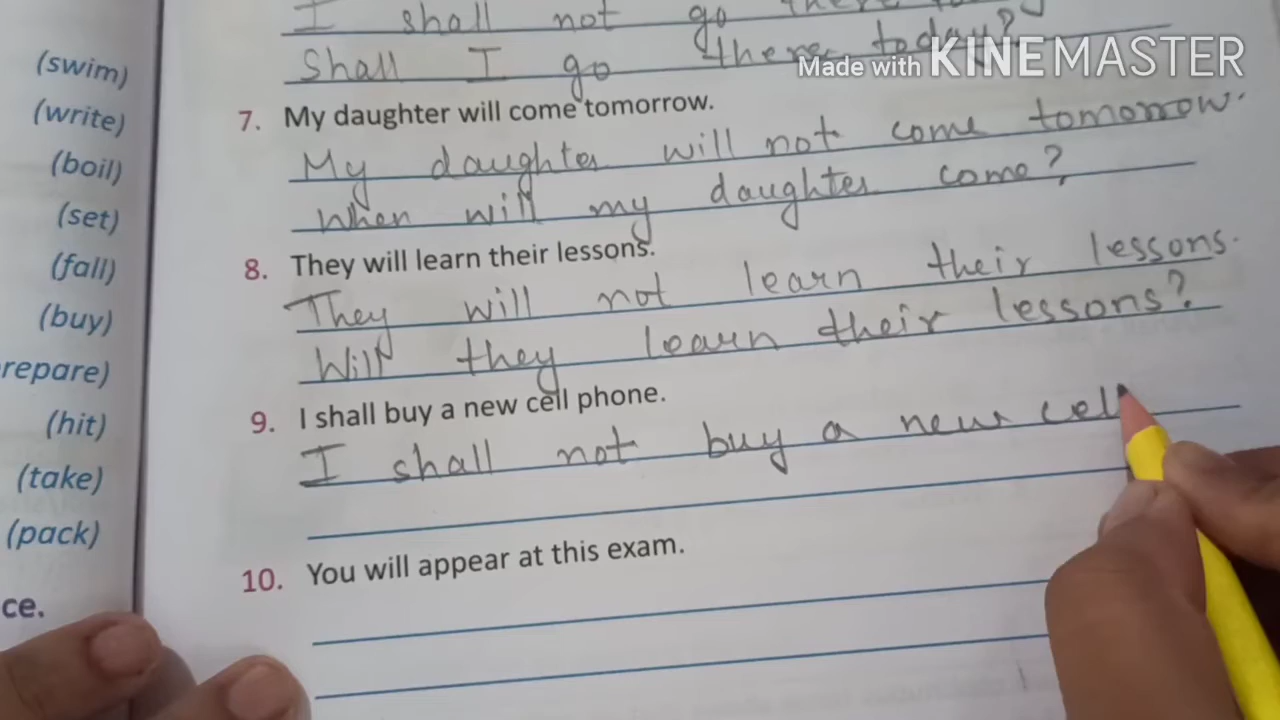 I shall not go there
Shall I go there today?
Made with KINEMASTER
(swim)
(write)
(boil)
(set)
(fall)
(buy)
repare)
(hit)
(take)
(pack)
ce.
7. My daughter will come tomorrow.
My daughter will not come tomorrow.
When will my daughter come?
8. They will learn their lessons.
They will not learn their lessons.
Will they learn their lessons?
9. I shall buy a new cell phone.
I shall not buy a new cell
10. You will appear at this exam.